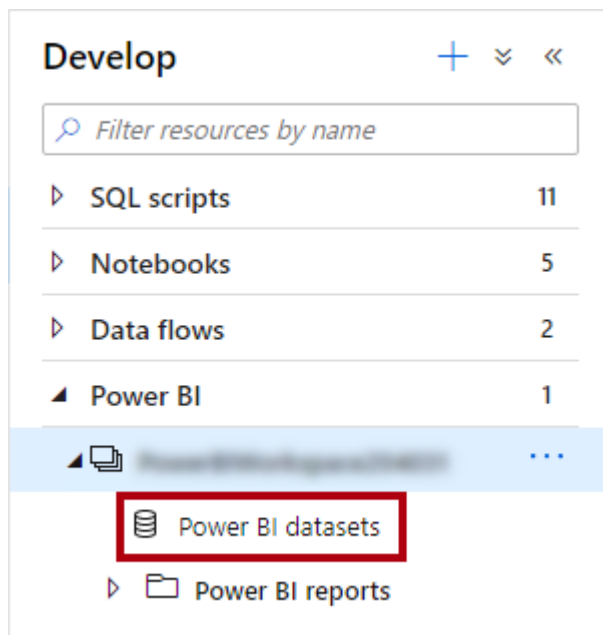 Develop
Filter resources by name
SQL scripts 11
Notebooks 5
Data flows 2
Power BI 1
Power BI datasets
Power BI reports